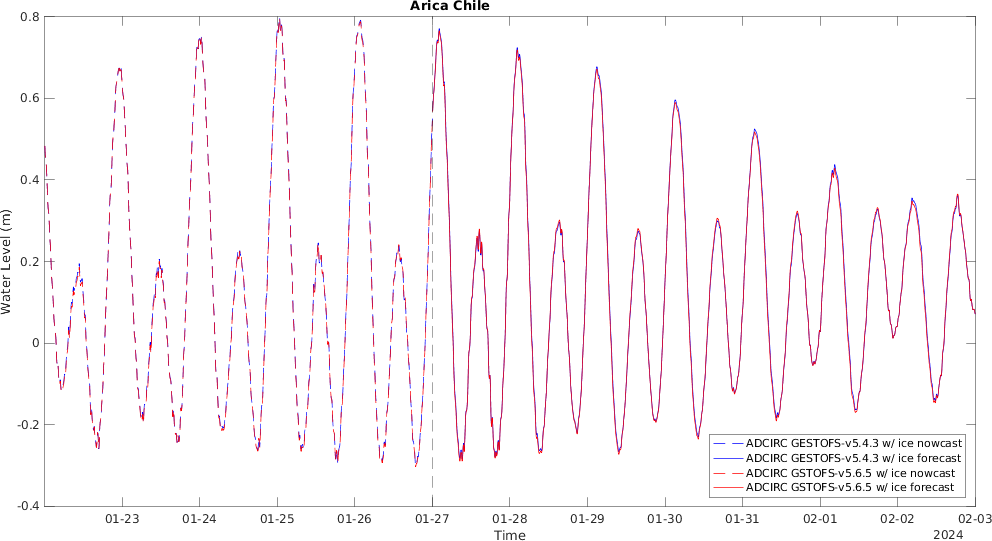 Arica Chile
Water Level (m)
0.8
0.6
0.4
0.2
0
-0.2
-0.4
ADCIRC GESTOFS-v5.4.3 w/ ice nowcast
ADCIRC GESTOFS-v5.4.3 w/ ice forecast
ADCIRC GSTOFS-v5.6.5 w/ ice nowcast
ADCIRC GSTOFS-v5.6.5 w/ ice forecast
01-23 01-24 01-25 01-26 01-27 01-28 01-29 01-30 01-31 02-01 02-02 02-03
Time
2024